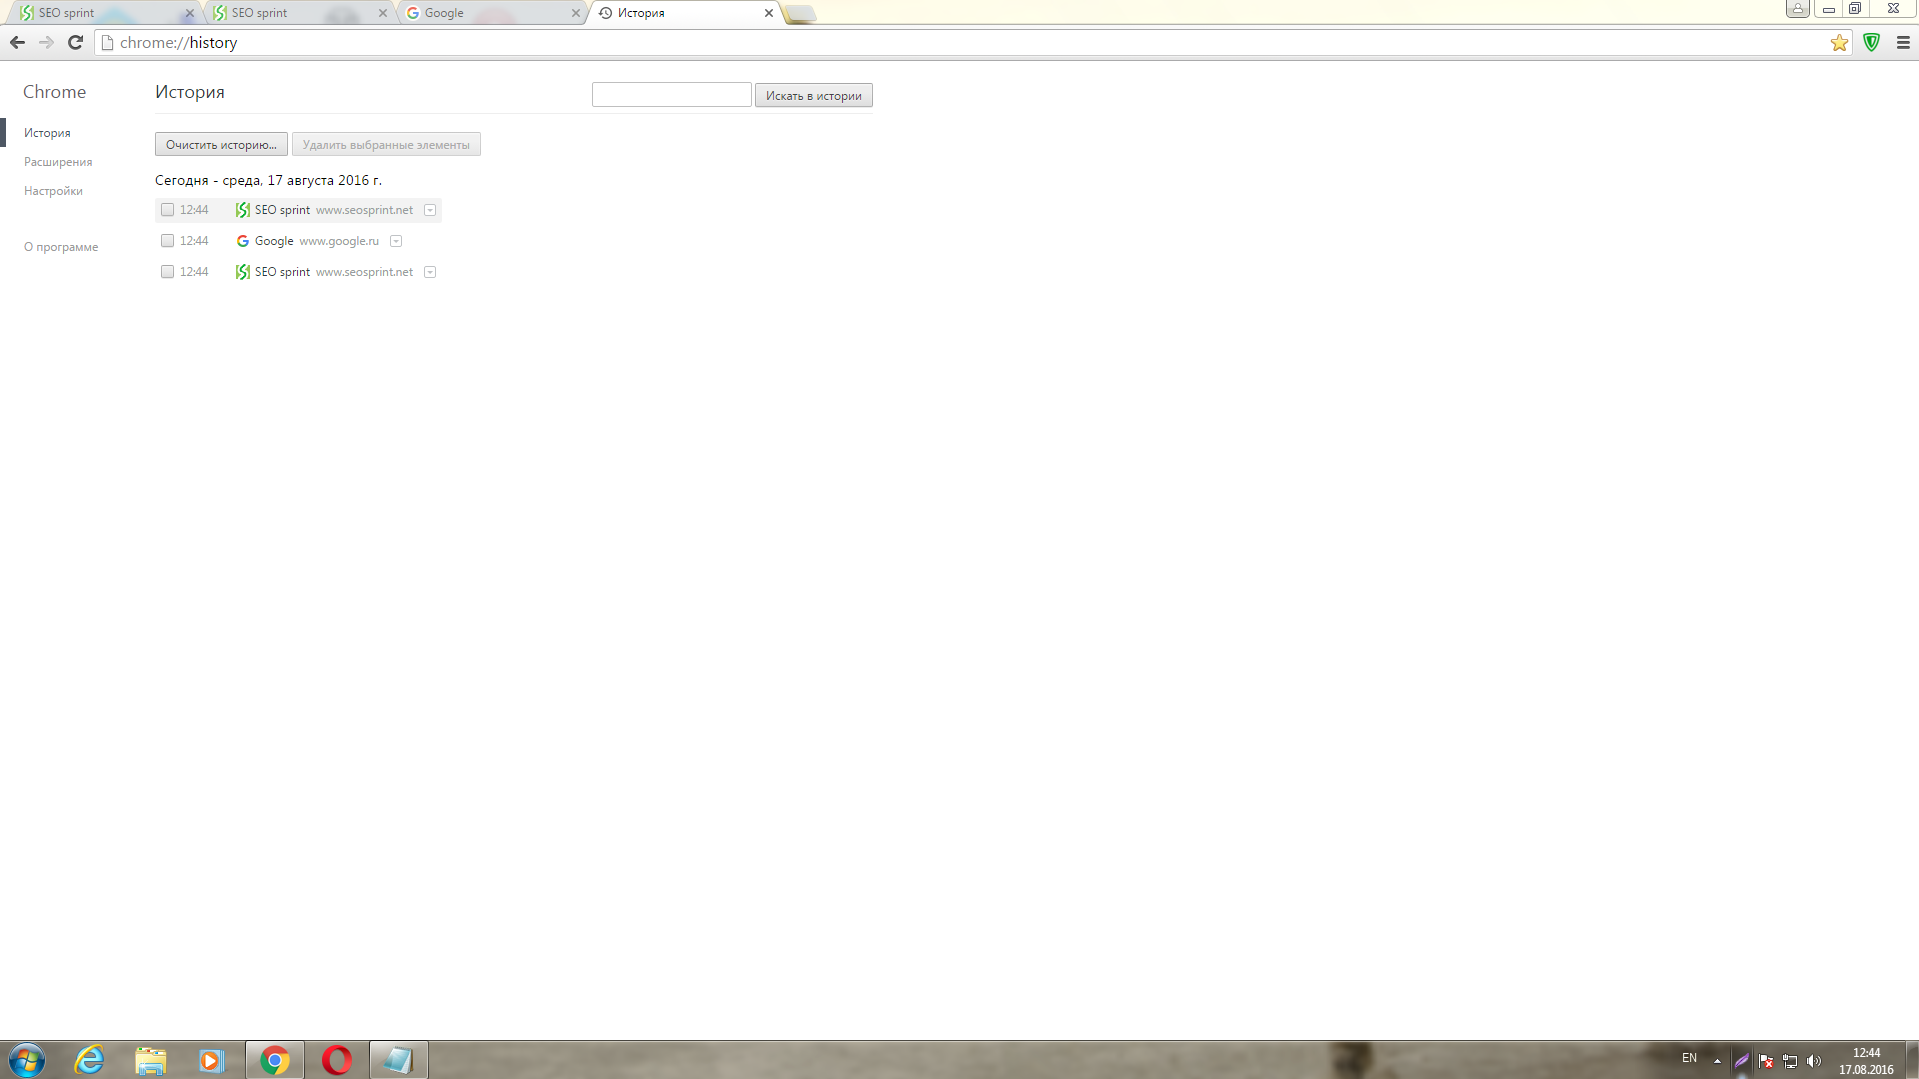 SEO sprint
SEO sprint
Google
История
chrome://history
Chrome
История
Искать в истории
История
Расширения
Настройки
О программе
Очистить историю...
Удалить выбранные элементы
Сегодня - среда, 17 августа 2016 г.
12:44 SEO sprint www.seosprint.net
12:44 Google www.google.ru
12:44 SEO sprint www.seosprint.net
EN
12:44
17.08.2016